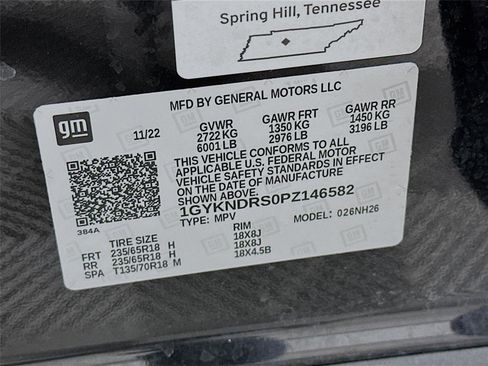 Spring Hill, Tennessee
gm
MFD BY GENERAL MOTORS LLC
11/22 GVWR GAWR FRT GAWR RR
2722 KG 1350 KG 1450 KG
6001 LB 2976 LB 3196 LB
THIS VEHICLE CONFORMS TO ALL
APPLICABLE U.S. FEDERAL MOTOR
VEHICLE SAFETY STANDARDS IN EFFECT
ON THE DATE OF MANUFACTURE SHOWN ABOVE.
1GYKNDRS0PZ146582
TYPE: MPV MODEL: 026NH26
384A
TIRE SIZE RIM
FRT 235/65R18 H 18X8J
RR 235/65R18 H 18X8J
SPA T135/70R18 M 18X4.5B